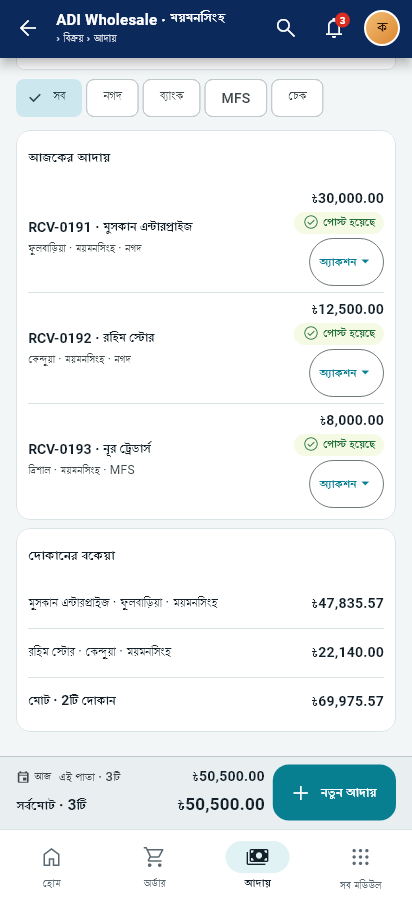 ADI Wholesale · ময়মনসিংহ
› বিক্রয় › আদায়
3
ক
সব
নগদ
ব্যাংক
MFS
চেক
আজকের আদায়
৳30,000.00
RCV-0191 · মুসকান এন্টারপ্রাইজ
পোস্ট হয়েছে
ফুলবাড়িয়া · ময়মনসিংহ · নগদ
অ্যাকশন
৳12,500.00
RCV-0192 · রহিম স্টোর
পোস্ট হয়েছে
কেন্দুয়া · ময়মনসিংহ · নগদ
অ্যাকশন
৳8,000.00
RCV-0193 · নূর ট্রেডার্স
পোস্ট হয়েছে
ত্রিশাল · ময়মনসিংহ · MFS
অ্যাকশন
দোকানের বকেয়া
মুসকান এন্টারপ্রাইজ · ফুলবাড়িয়া · ময়মনসিংহ ৳47,835.57
রহিম স্টোর · কেন্দুয়া · ময়মনসিংহ ৳22,140.00
মোট · 2টি দোকান ৳69,975.57
আজ এই পাতা · 3টি ৳50,500.00
সর্বমোট · 3টি ৳50,500.00
নতুন আদায়
হোম
অর্ডার
আদায়
সব মডিউল